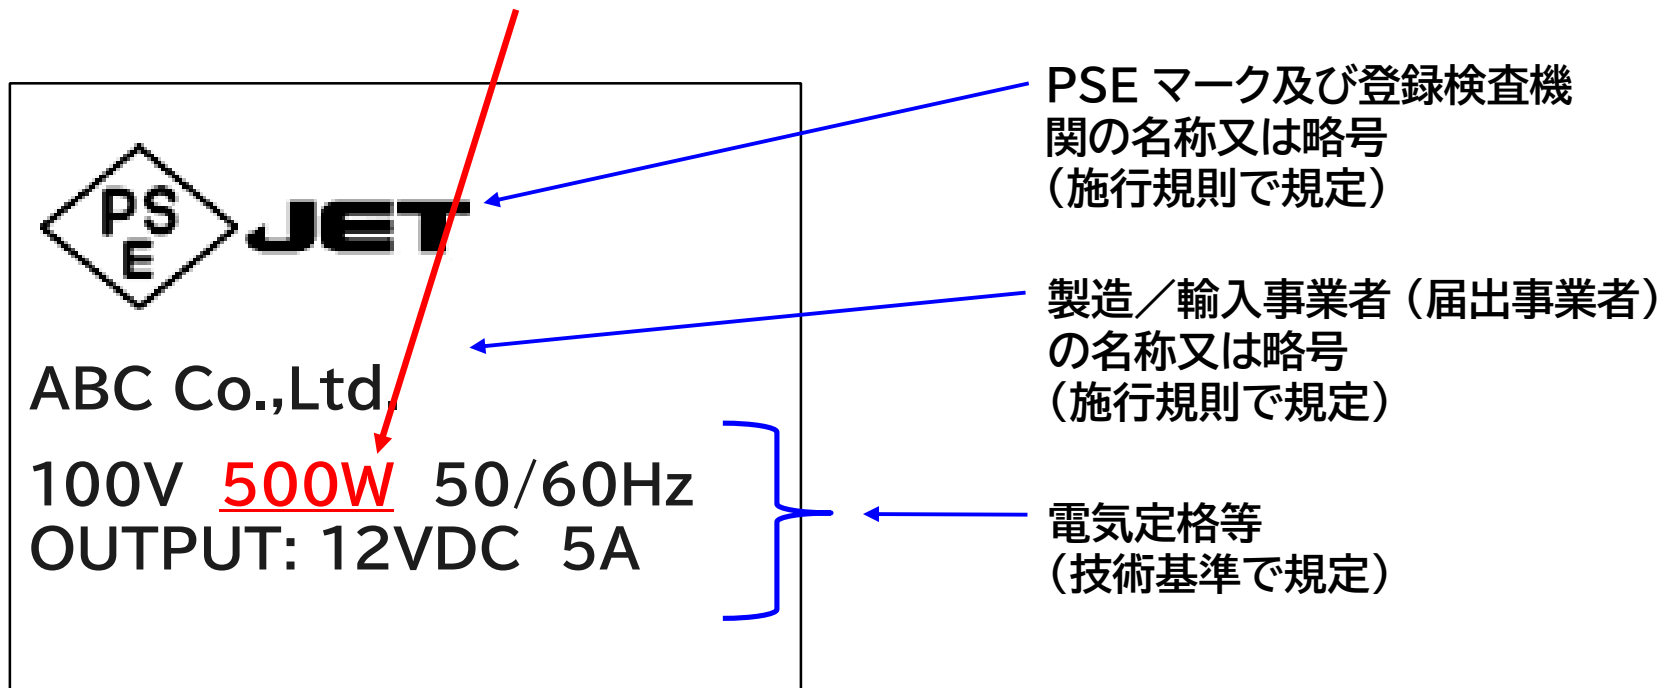 PSE JET
ABC Co.,Ltd.
100V 500W 50/60Hz
OUTPUT: 12VDC 5A
PSE マーク及び登録検査機
関の名称又は略号
（施行規則で規定）
製造／輸入事業者（届出事業者）
の名称又は略号
（施行規則で規定）
電気定格等
（技術基準で規定）